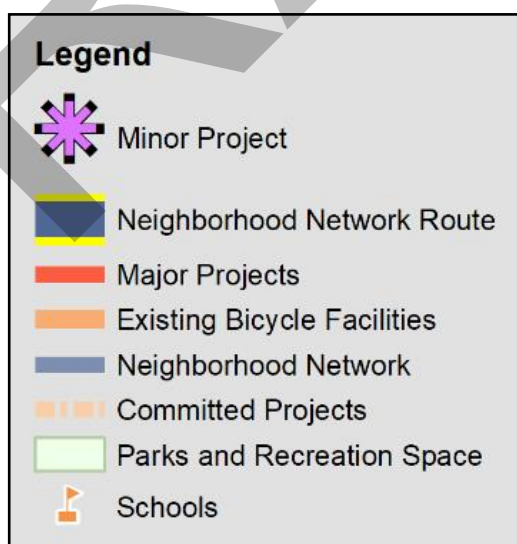 Legend
Minor Project
Neighborhood Network Route
Major Projects
Existing Bicycle Facilities
Neighborhood Network
Committed Projects
Parks and Recreation Space
Schools